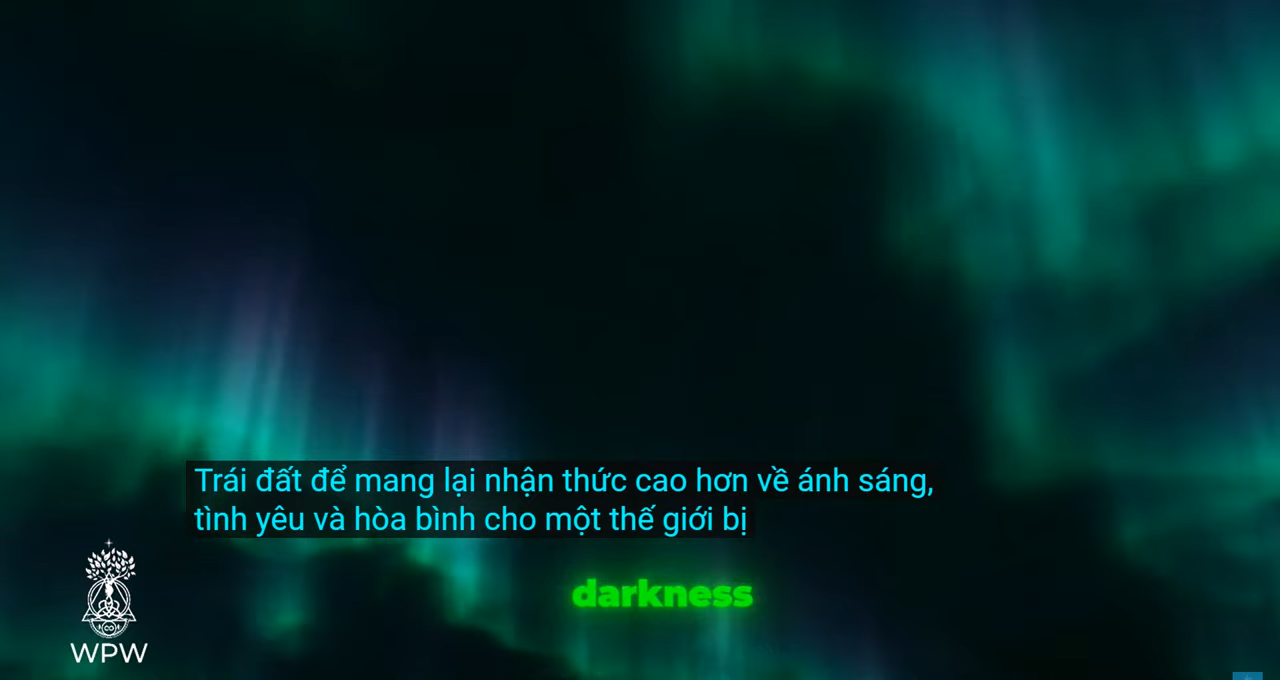 Trái đất để mang lại nhận thức cao hơn về ánh sáng,
tình yêu và hòa bình cho một thế giới bị
darkness
WPW